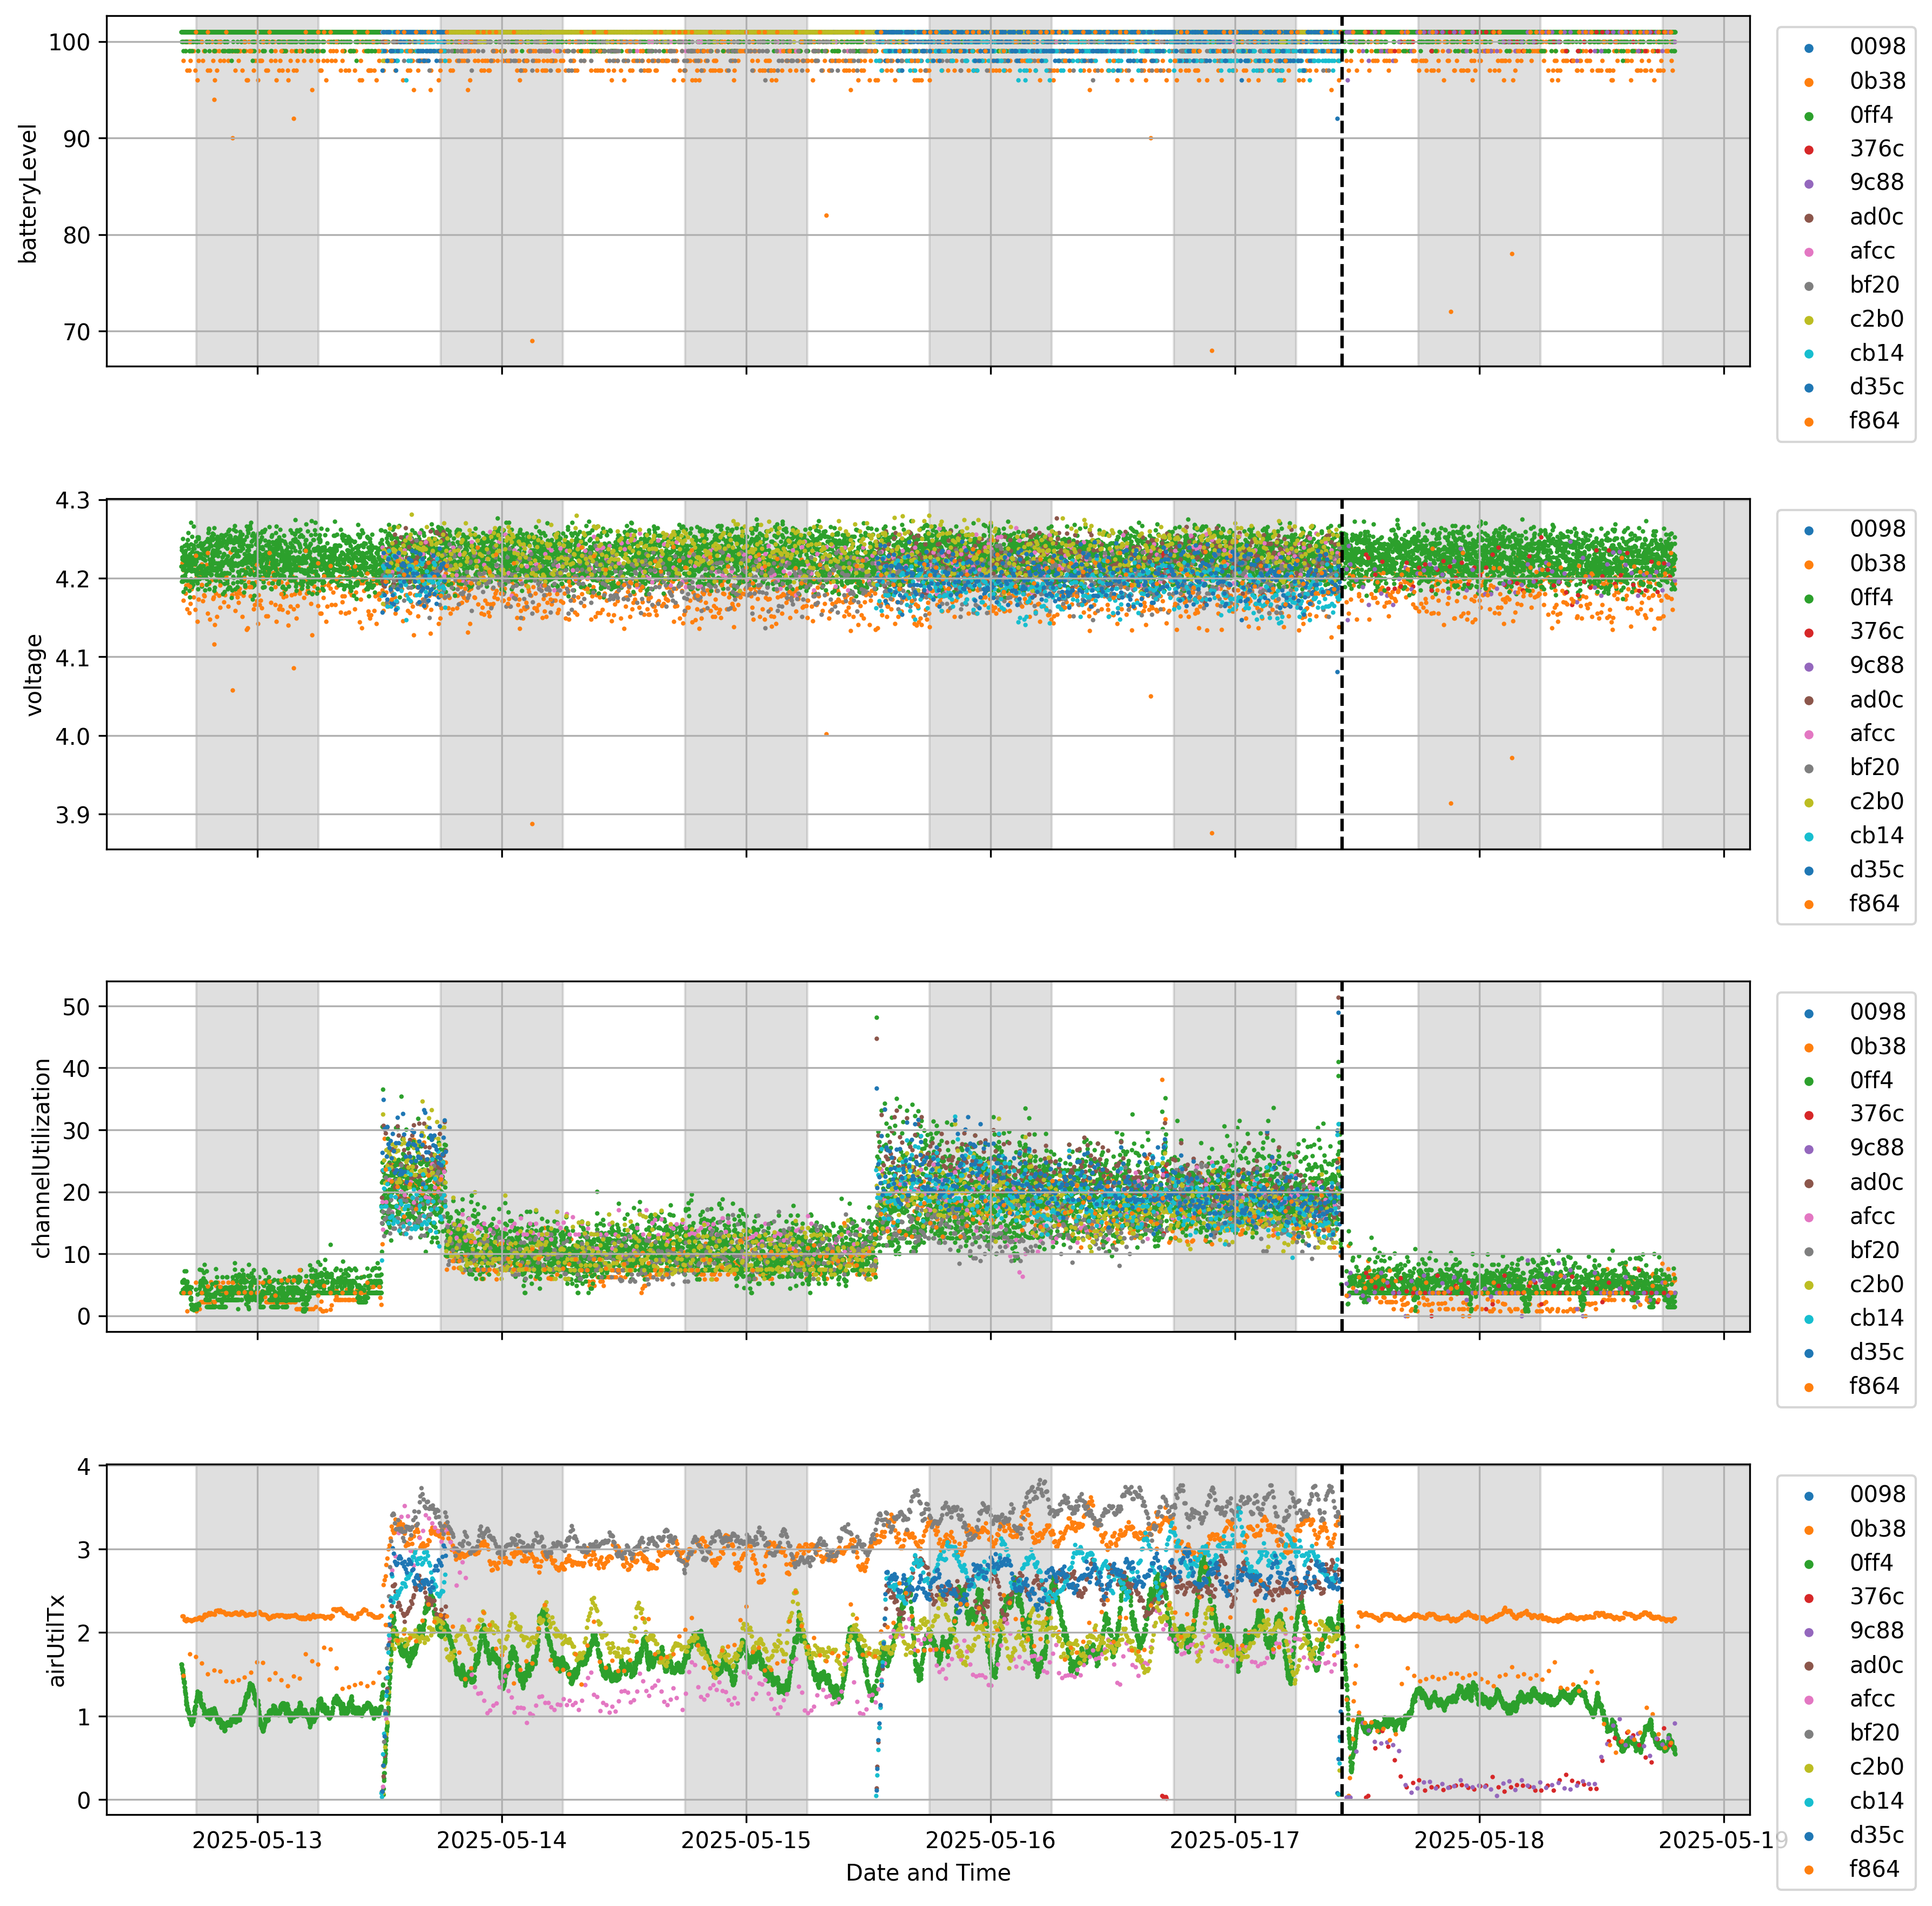 batteryLevel
100
90
80
70
0098
0b38
0ff4
376c
9c88
ad0c
afcc
bf20
c2b0
cb14
d35c
f864
voltage
4.3
4.2
4.1
4.0
3.9
0098
0b38
0ff4
376c
9c88
ad0c
afcc
bf20
c2b0
cb14
d35c
f864
channelUtilization
50
40
30
20
10
0
0098
0b38
0ff4
376c
9c88
ad0c
afcc
bf20
c2b0
cb14
d35c
f864
airUtilTx
4
3
2
1
0
0098
0b38
0ff4
376c
9c88
ad0c
afcc
bf20
c2b0
cb14
d35c
f864
2025-05-13 2025-05-14 2025-05-15 2025-05-16 2025-05-17 2025-05-18 2025-05-19
Date and Time